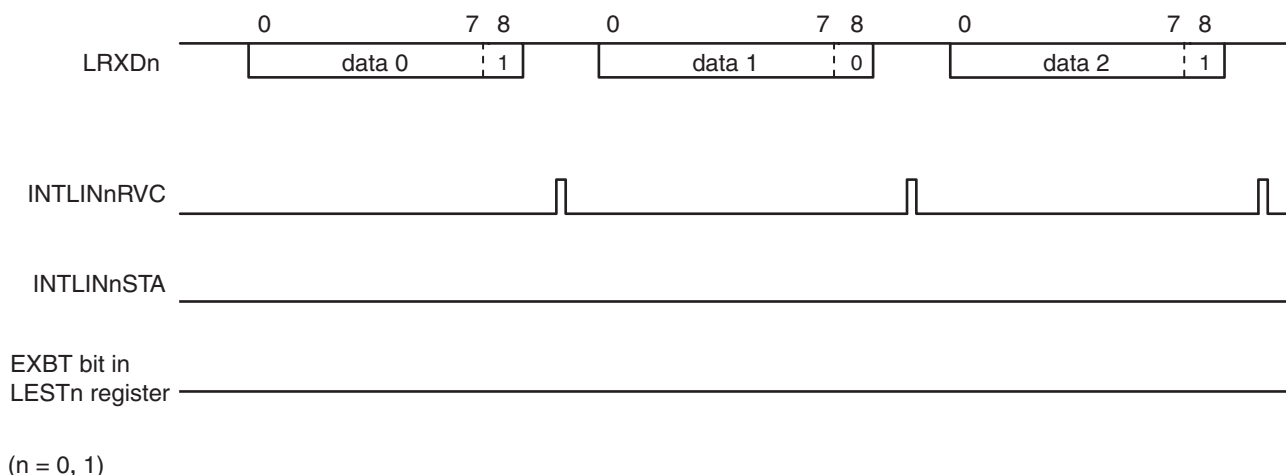 0 7 8 0 7 8 0 7 8
LRXDn data 0 1 data 1 0 data 2 1
INTLINnRVC
INTLINnSTA
EXBT bit in
LESTn register
(n = 0, 1)